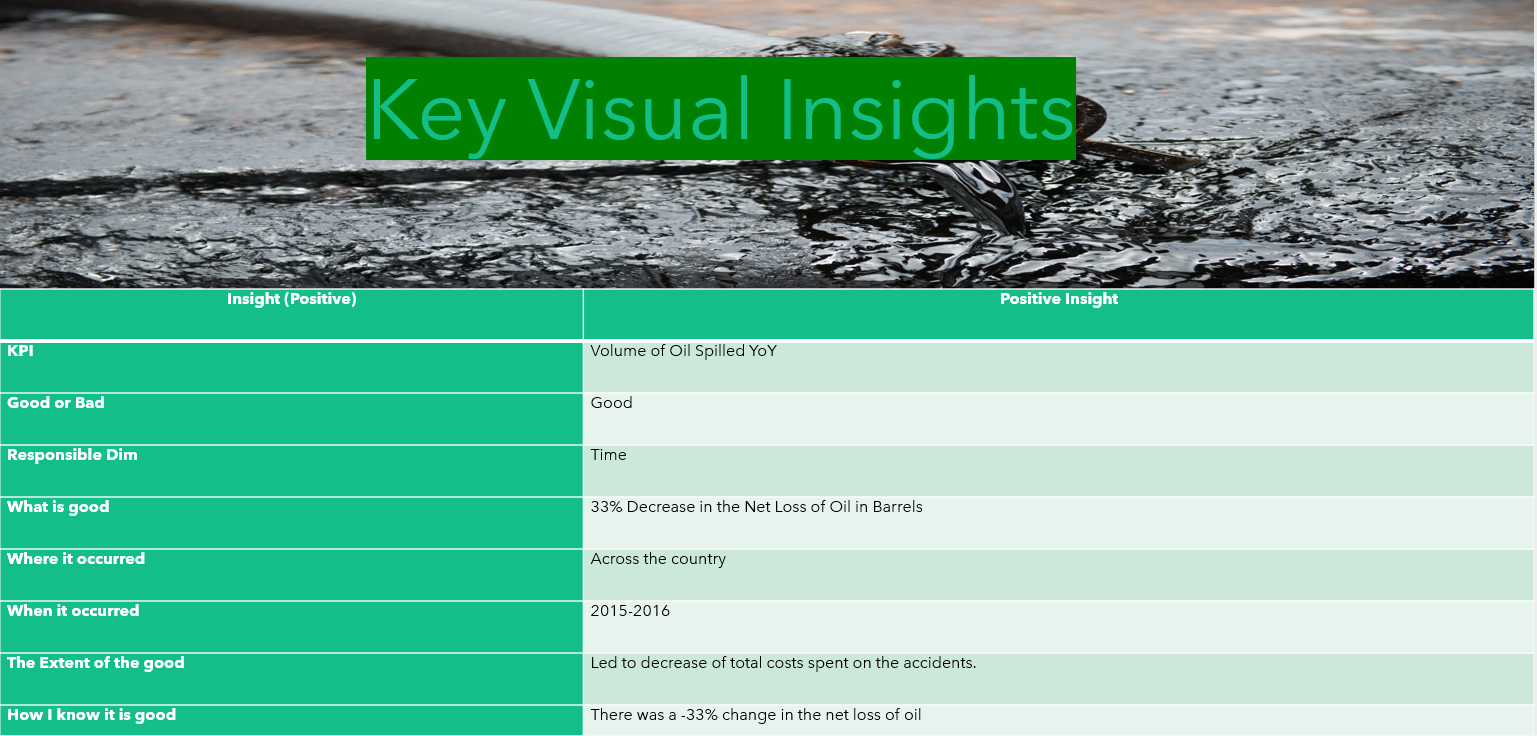 Key Visual Insights
Insight (Positive) Positive Insight
KPI Volume of Oil Spilled YoY
Good or Bad Good
Responsible Dim Time
What is good 33% Decrease in the Net Loss of Oil in Barrels
Where it occurred Across the country
When it occurred 2015-2016
The Extent of the good Led to decrease of total costs spent on the accidents.
How I know it is good There was a -33% change in the net loss of oil